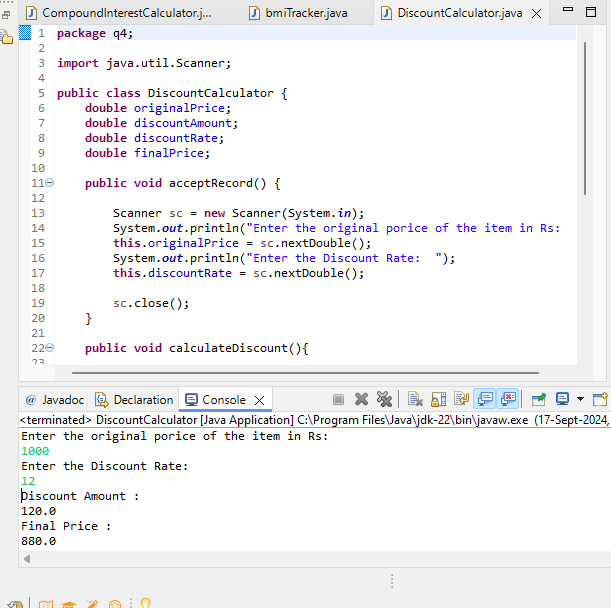 CompoundInterestCalculator.j...
bmiTracker.java
DiscountCalculator.java
1 package q4;
2
3 import java.util.Scanner;
4
5 public class DiscountCalculator {
6 double originalPrice;
7 double discountAmount;
8 double discountRate;
9 double finalPrice;
10
11 public void acceptRecord() {
12
13 Scanner sc = new Scanner(System.in);
14 System.out.println("Enter the original porice of the item in Rs:
15 this.originalPrice = sc.nextDouble();
16 System.out.println("Enter the Discount Rate:  ");
17 this.discountRate = sc.nextDouble();
18
19 sc.close();
20 }
21
22 public void calculateDiscount(){
23
@ Javadoc
Declaration
Console
<terminated> DiscountCalculator [Java Application] C:\Program Files\Java\jdk-22\bin\javaw.exe (17-Sept-2024,
Enter the original porice of the item in Rs:
1000
Enter the Discount Rate:
12
Discount Amount :
120.0
Final Price :
880.0